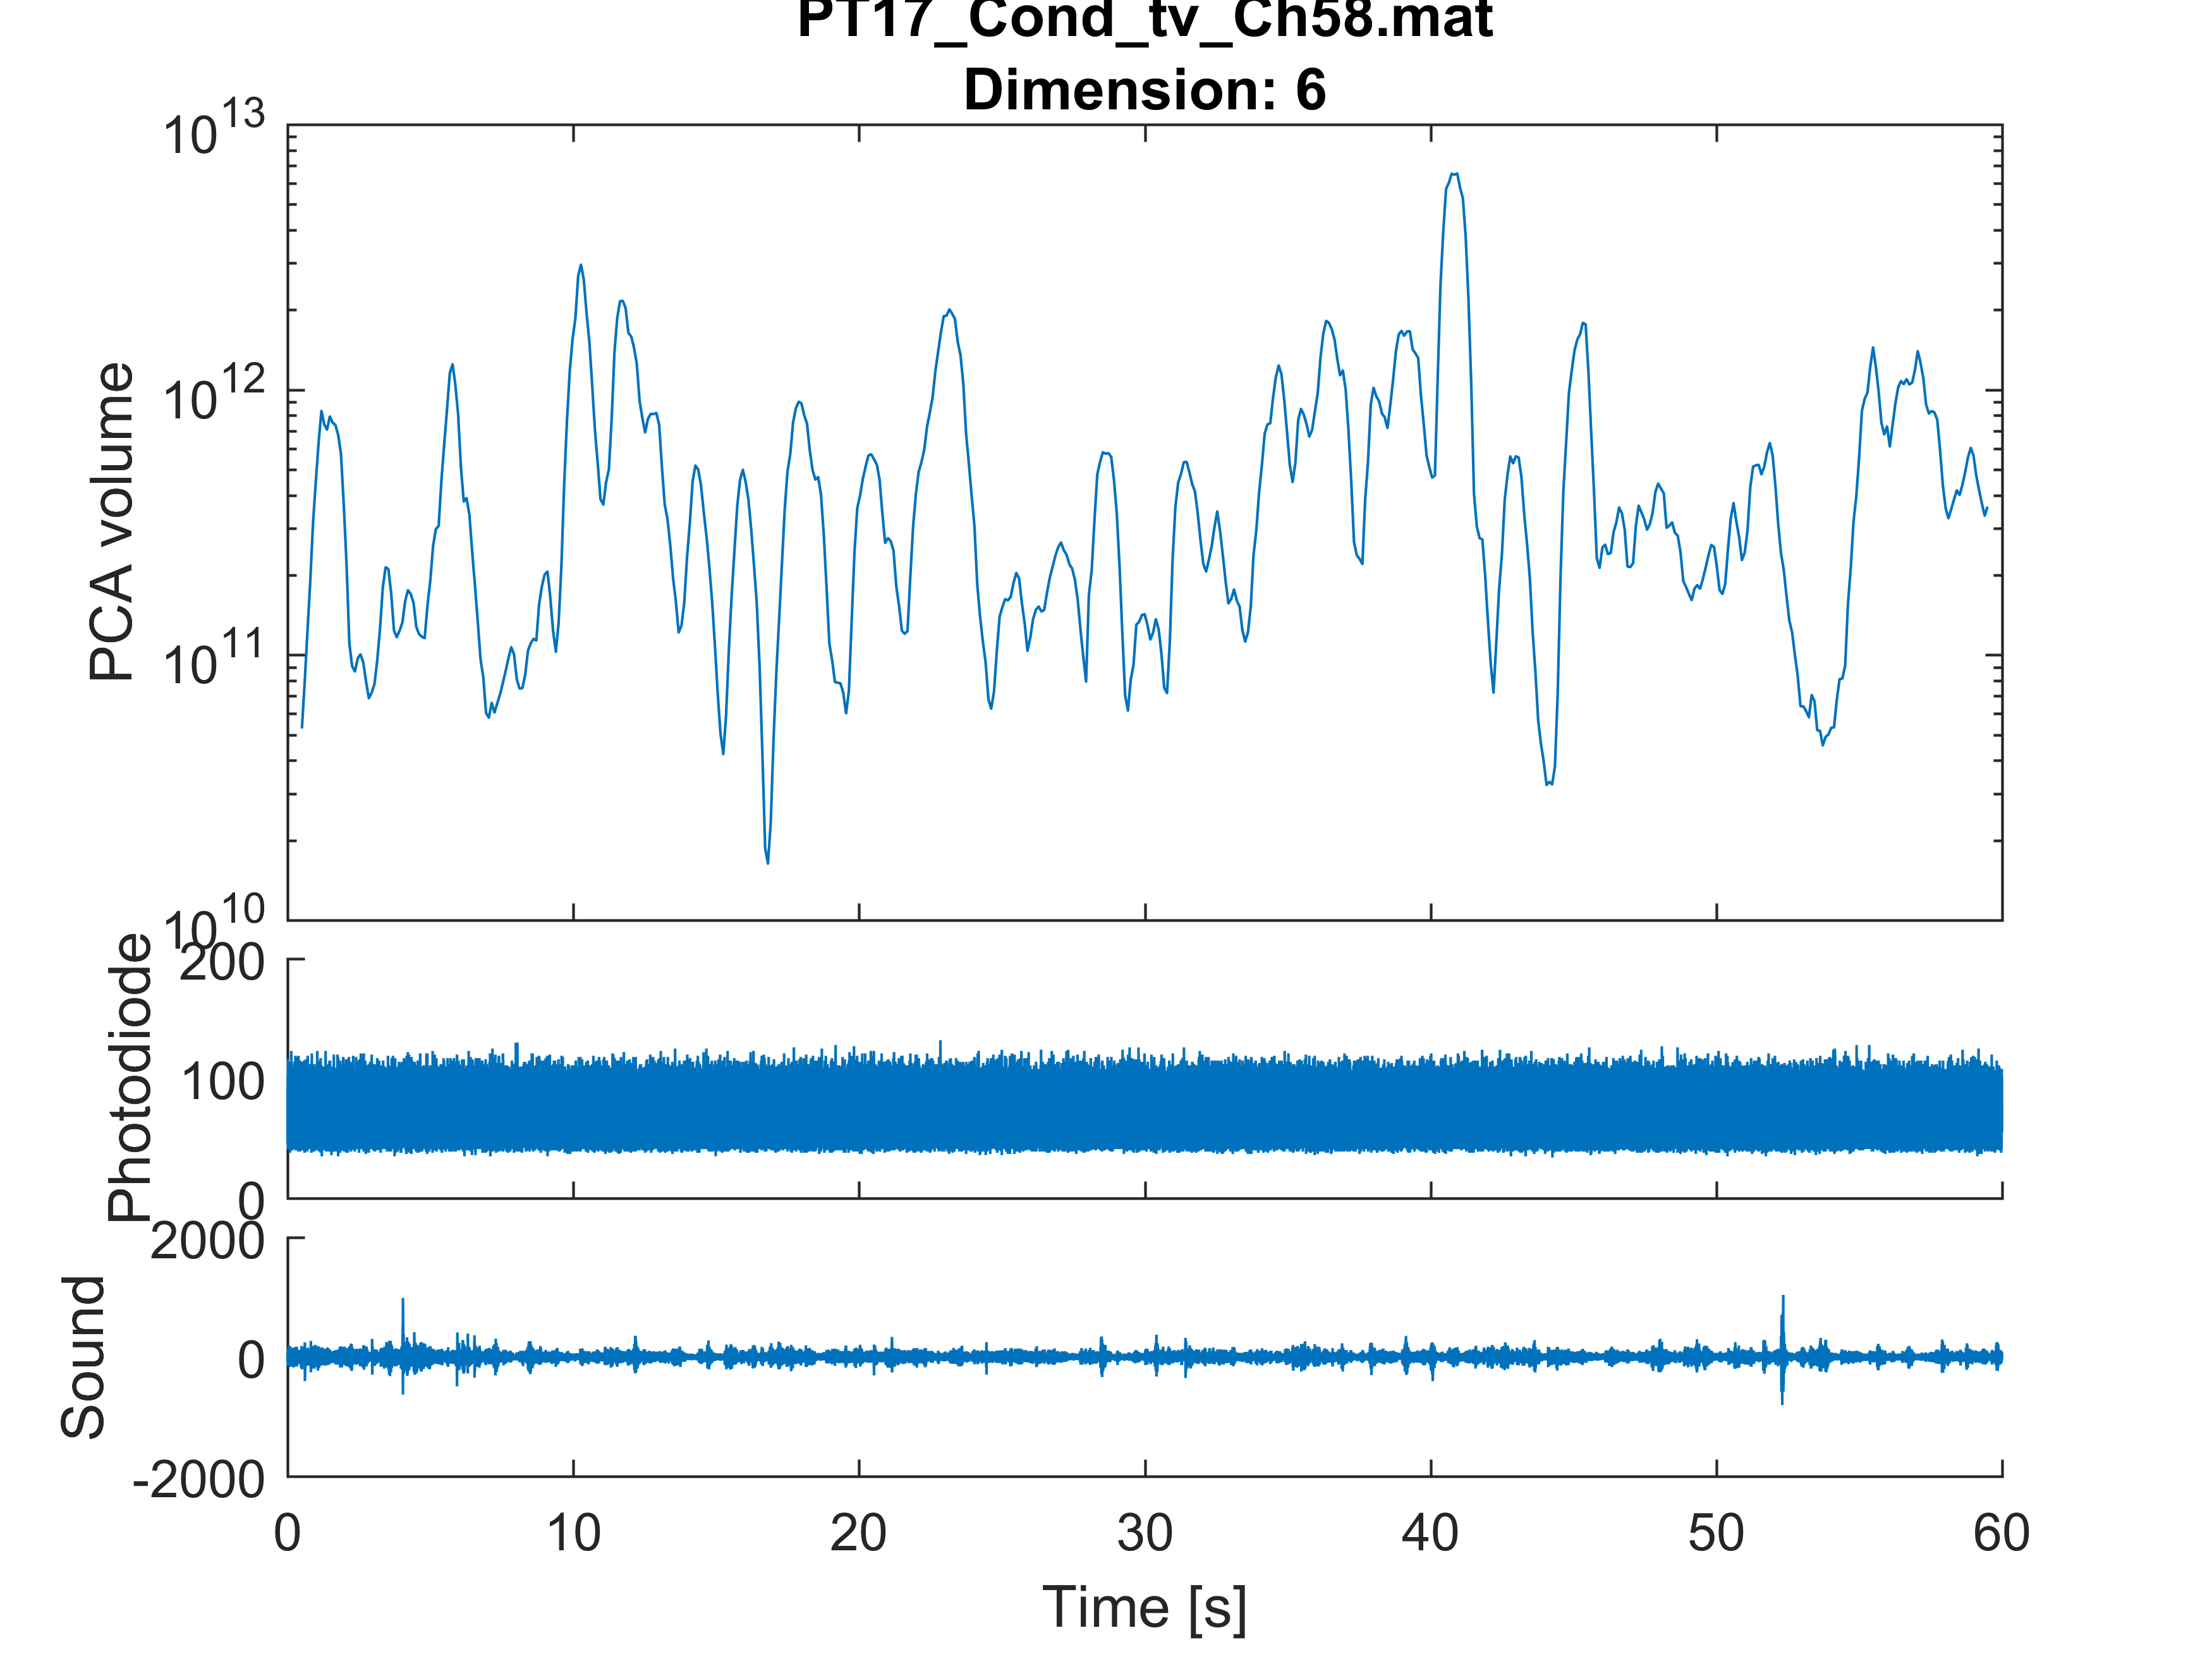 PT17_Cond_tv_Ch58.mat
Dimension: 6
10^13
10^12
10^11
10^10
PCA volume
200
100
0
Photodiode
2000
0
-2000
Sound
0 10 20 30 40 50 60
Time [s]